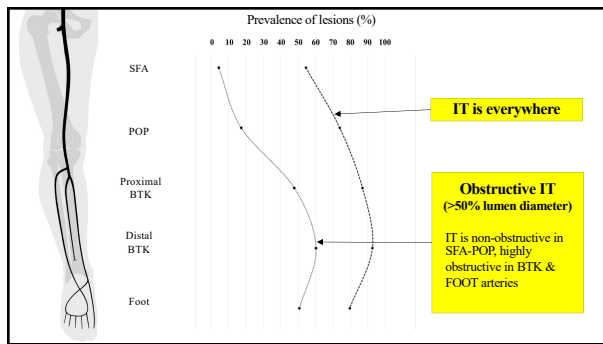 Prevalence of lesions (%)
0 10 20 30 40 50 60 70 80 90 100
SFA
POP
Proximal
BTK
Distal
BTK
Foot
IT is everywhere
Obstructive IT
(>50% lumen diameter)
IT is non-obstructive in
SFA-POP, highly
obstructive in BTK &
FOOT arteries